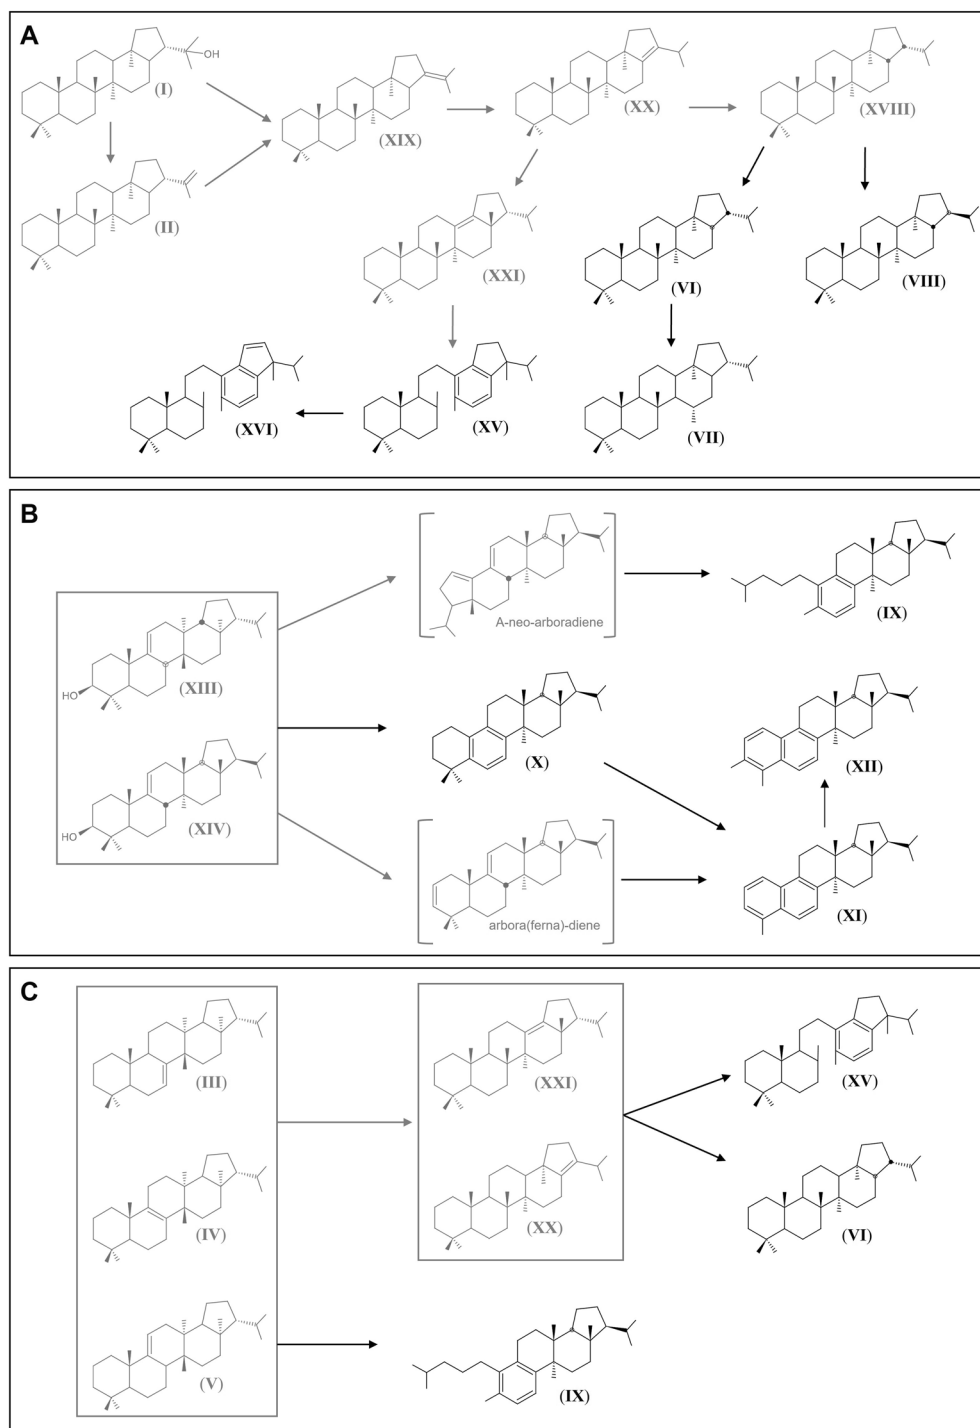 A
OH
(I)
(XIX)
(XX)
(XVIII)
(II)
(XXI)
(VI)
(VIII)
(XVI)
(XV)
(VII)
B
A-neo-arboradiene
(IX)
HO
(XIII)
(X)
(XII)
HO
(XIV)
arbora(ferna)-diene
(XI)
C
(III)
(XXI)
(XV)
(IV)
(XX)
(VI)
(V)
(IX)